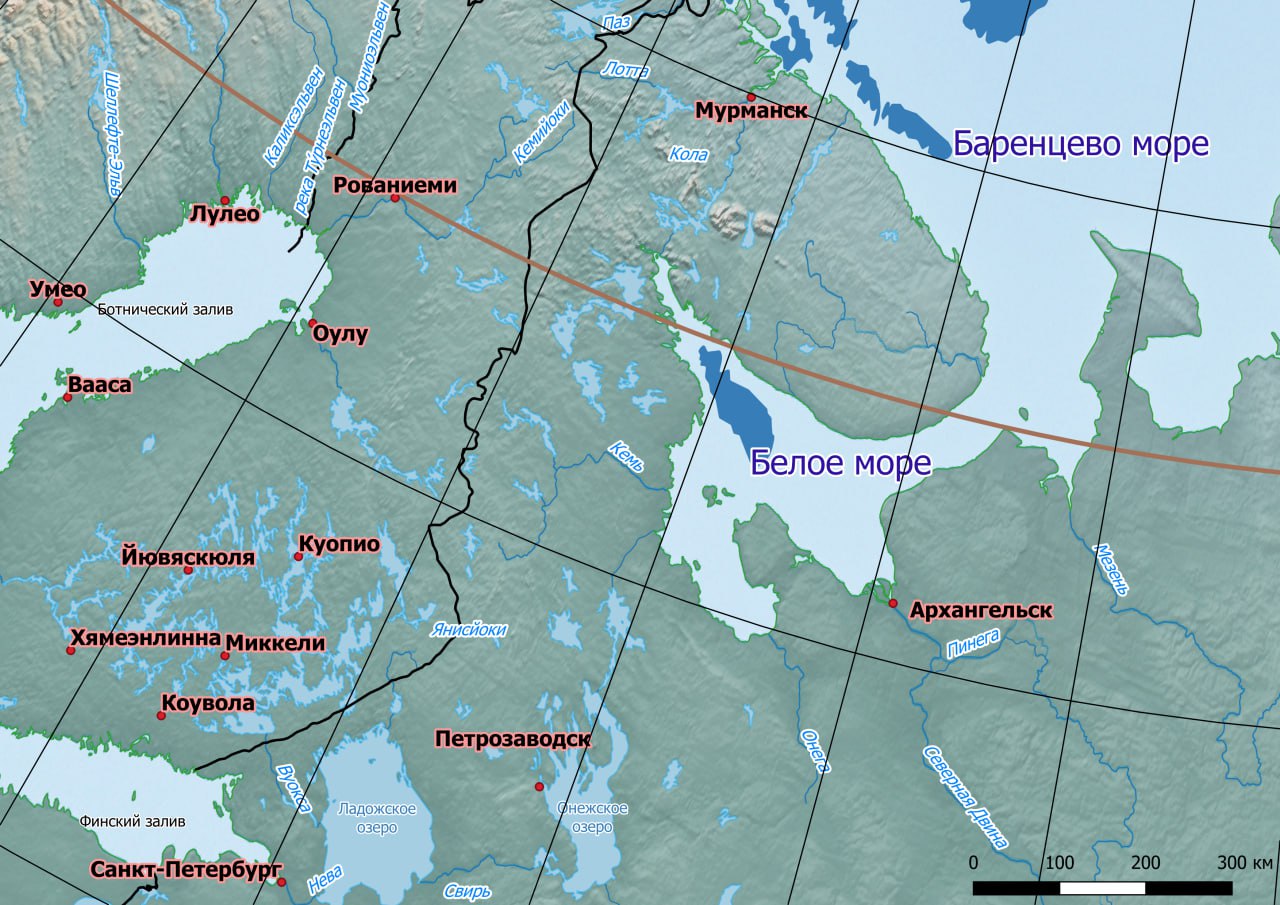 Паз
Лотта
Мурманск
Баренцево море
Шеллефте-Эльв
Каликсэльвен
Муониоэльвен
река Турнеэльвен
Кемийоки
Кола
Рованиеми
Лулео
Умео
Ботнический залив
Оулу
Вааса
Кемь
Белое море
Йювяскюля
Куопио
Мезень
Архангельск
Пинега
Янисйоки
Хямеэнлинна
Миккели
Коувола
Петрозаводск
Онега
Северная Двина
Вуокса
Ладожское
озеро
Онежское
озеро
Финский залив
Санкт-Петербург
Нева
Свирь
0 100 200 300 км